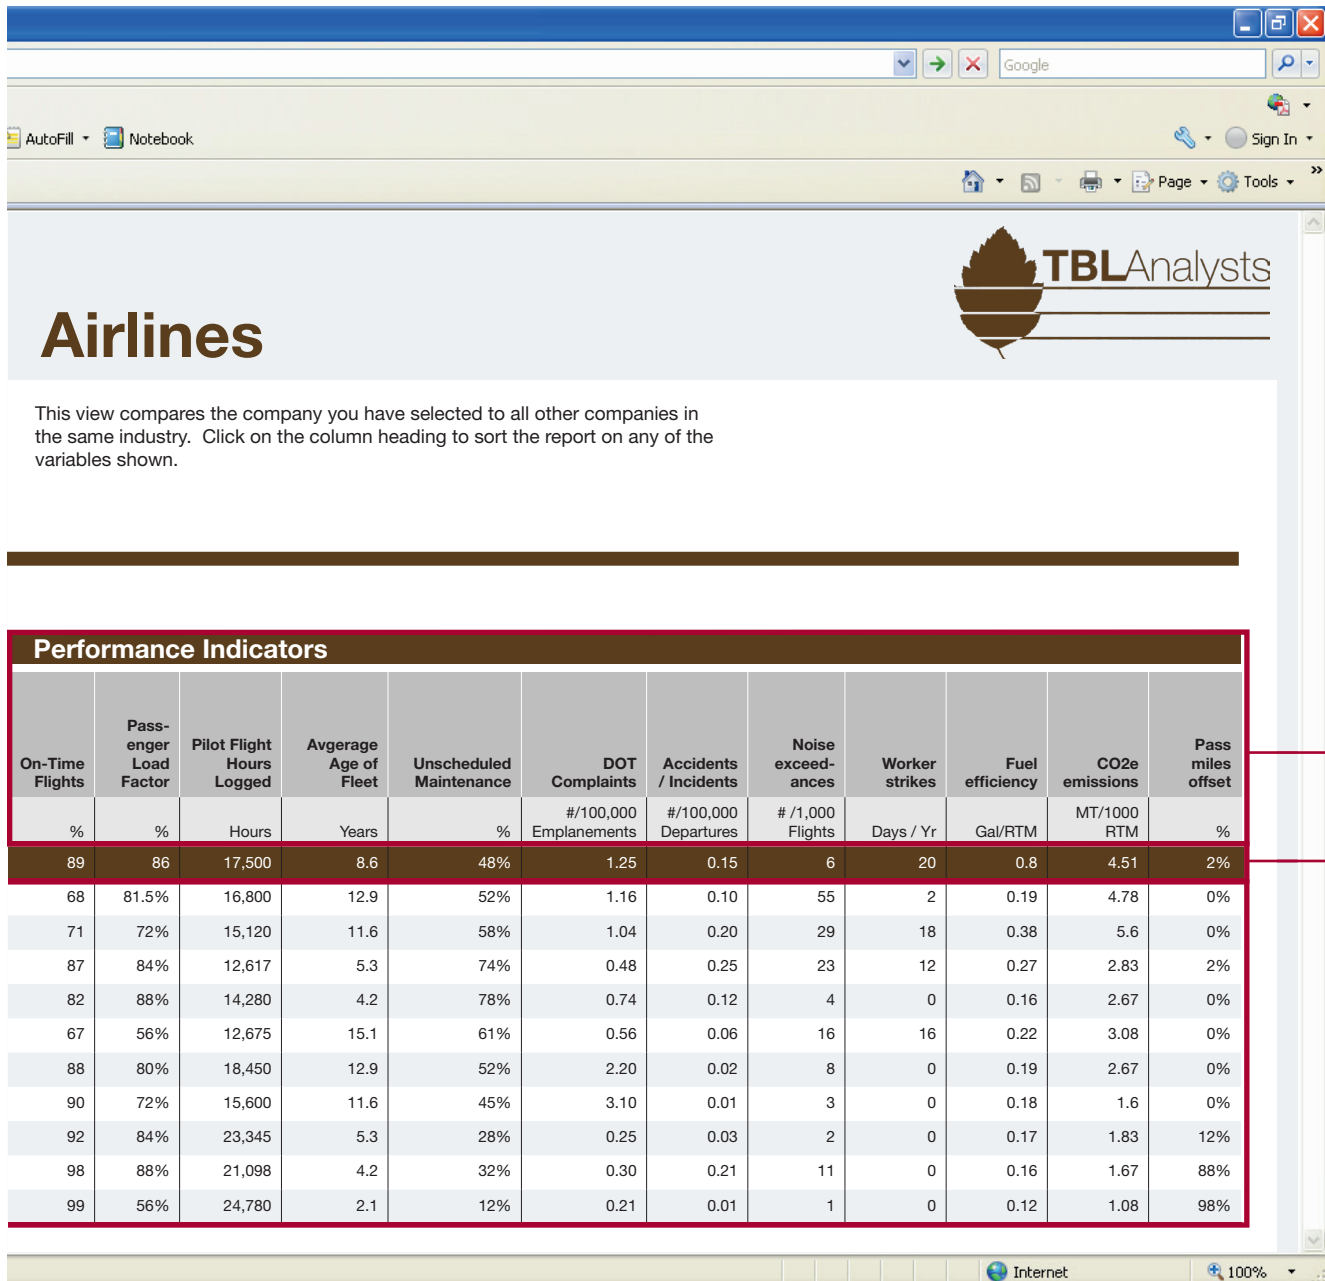 Google
AutoFill Notebook
Sign In
Page Tools »
TBLAnalysts
Airlines
This view compares the company you have selected to all other companies in
the same industry. Click on the column heading to sort the report on any of the
variables shown.
Performance Indicators
On-Time Flights Pass-enger Load Factor Pilot Flight Hours Logged Avgerage Age of Fleet Unscheduled Maintenance DOT Complaints Accidents / Incidents Noise exceed-ances Worker strikes Fuel efficiency CO2e emissions Pass miles offset
% % Hours Years % #/100,000 Emplanements #/100,000 Departures # /1,000 Flights Days / Yr Gal/RTM MT/1000 RTM %
89 86 17,500 8.6 48% 1.25 0.15 6 20 0.8 4.51 2%
68 81.5% 16,800 12.9 52% 1.16 0.10 55 2 0.19 4.78 0%
71 72% 15,120 11.6 58% 1.04 0.20 29 18 0.38 5.6 0%
87 84% 12,617 5.3 74% 0.48 0.25 23 12 0.27 2.83 2%
82 88% 14,280 4.2 78% 0.74 0.12 4 0 0.16 2.67 0%
67 56% 12,675 15.1 61% 0.56 0.06 16 16 0.22 3.08 0%
88 80% 18,450 12.9 52% 2.20 0.02 8 0 0.19 2.67 0%
90 72% 15,600 11.6 45% 3.10 0.01 3 0 0.18 1.6 0%
92 84% 23,345 5.3 28% 0.25 0.03 2 0 0.17 1.83 12%
98 88% 21,098 4.2 32% 0.30 0.21 11 0 0.16 1.67 88%
99 56% 24,780 2.1 12% 0.21 0.01 1 0 0.12 1.08 98%
Internet 100%